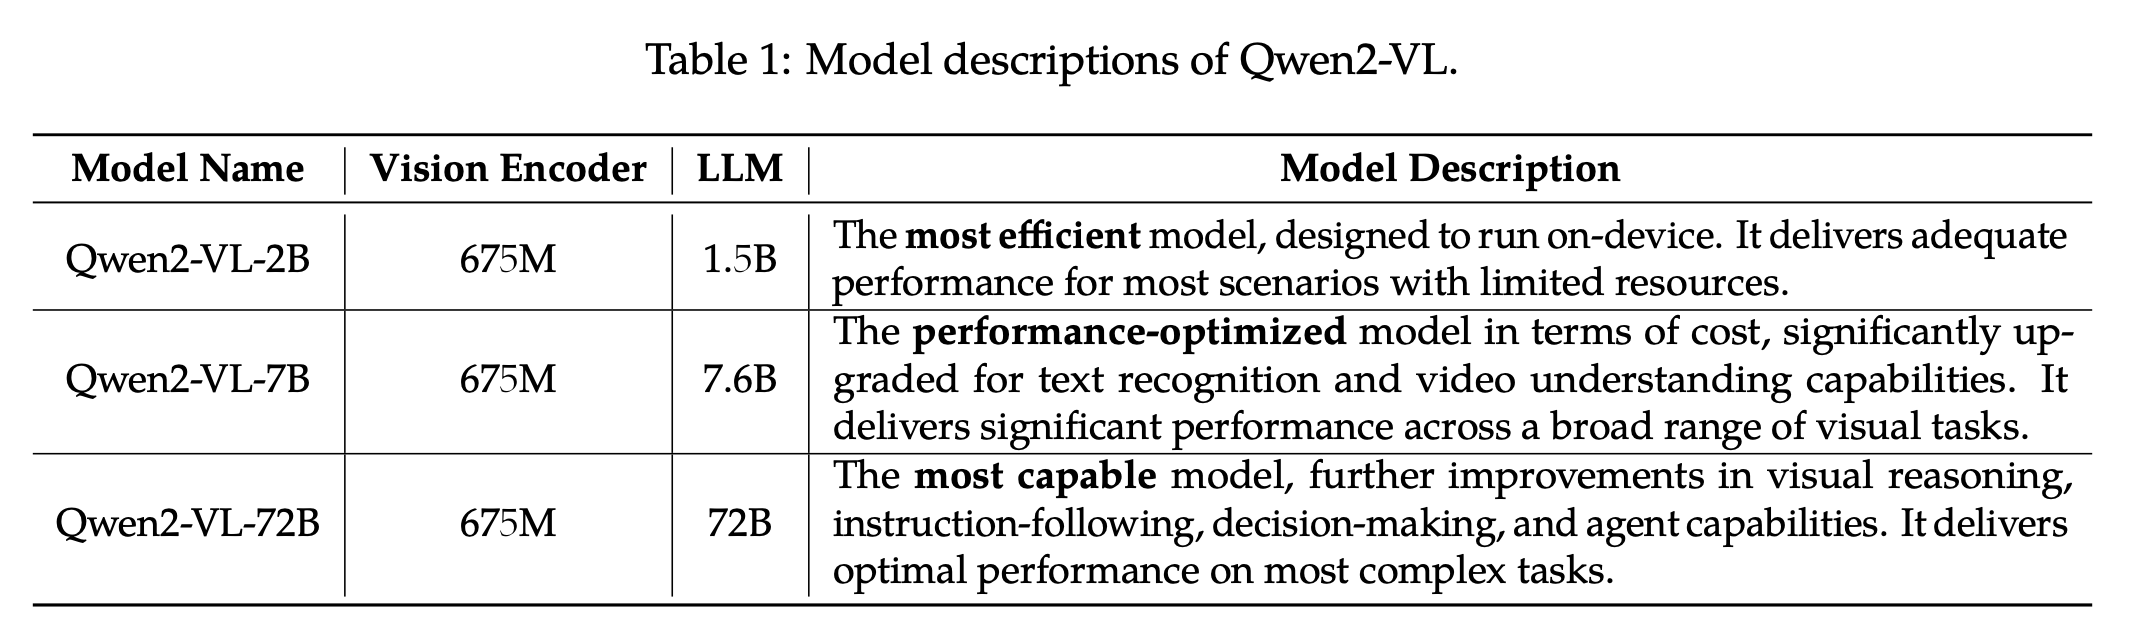 Table 1: Model descriptions of Qwen2-VL.
Model Name Vision Encoder LLM Model Description
Qwen2-VL-2B 675M 1.5B The most efficient model, designed to run on-device. It delivers adequate
performance for most scenarios with limited resources.
Qwen2-VL-7B 675M 7.6B The performance-optimized model in terms of cost, significantly up-
graded for text recognition and video understanding capabilities. It
delivers significant performance across a broad range of visual tasks.
Qwen2-VL-72B 675M 72B The most capable model, further improvements in visual reasoning,
instruction-following, decision-making, and agent capabilities. It delivers
optimal performance on most complex tasks.